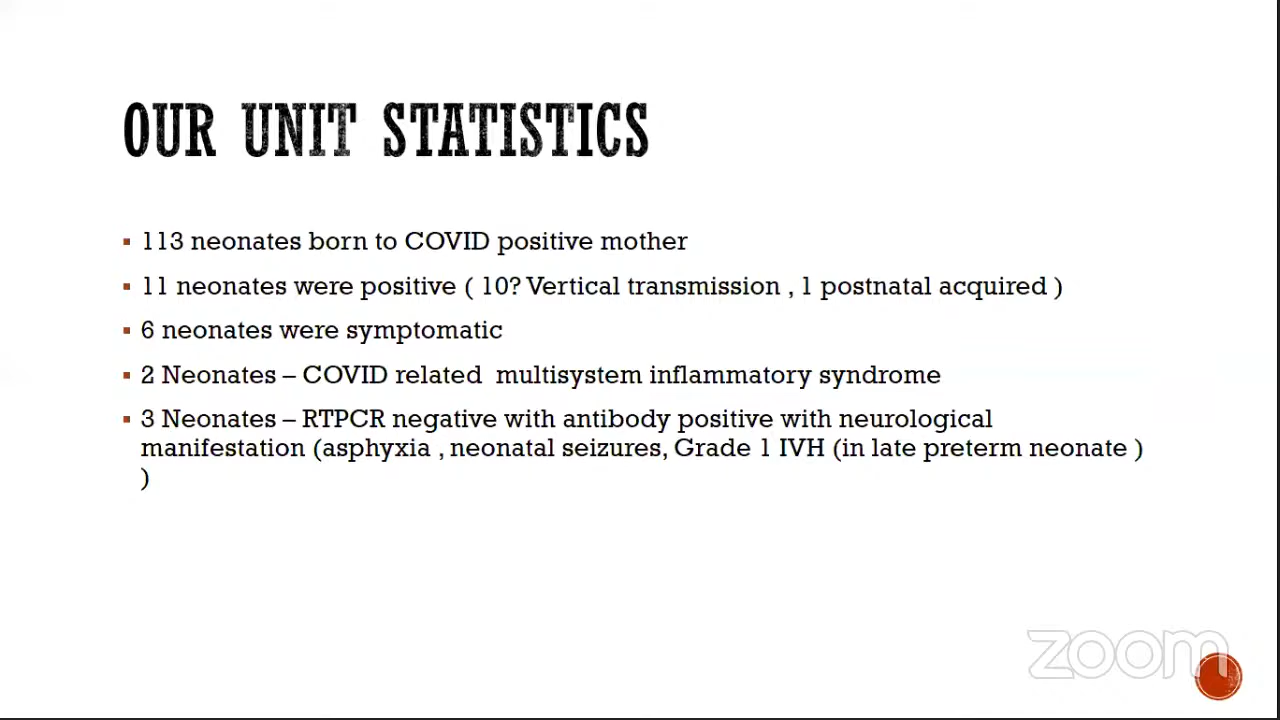 OUR UNIT STATISTICS
▪ 113 neonates born to COVID positive mother
▪ 11 neonates were positive ( 10? Vertical transmission , 1 postnatal acquired )
▪ 6 neonates were symptomatic
▪ 2 Neonates – COVID related  multisystem inflammatory syndrome
▪ 3 Neonates – RTPCR negative with antibody positive with neurological
manifestation (asphyxia , neonatal seizures, Grade 1 IVH (in late preterm neonate )
)
zoom